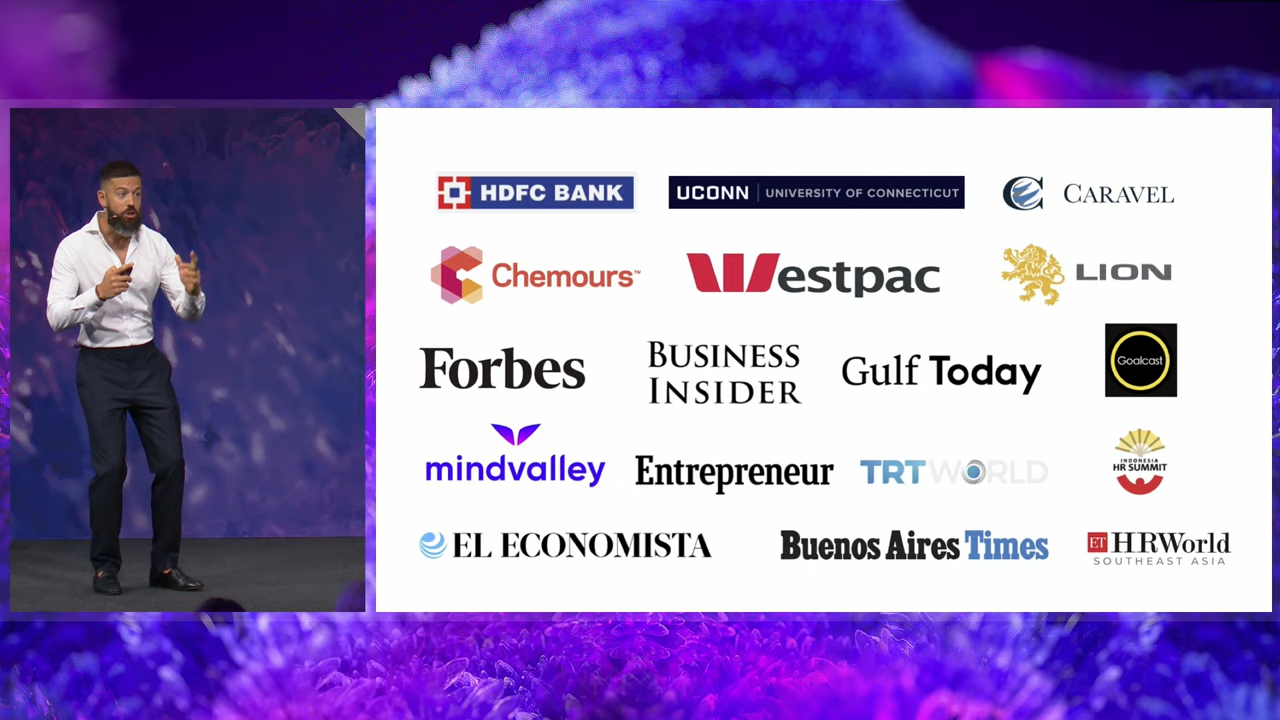 HDFC BANK
UCONN UNIVERSITY OF CONNECTICUT
CARAVEL
Chemours™
Westpac
LION
Forbes
BUSINESS
INSIDER
Gulf Today
Goalcast
mindvalley
Entrepreneur
TRT WORLD
INDONESIA
HR SUMMIT
EL ECONOMISTA
Buenos Aires Times
ET HRWorld
SOUTHEAST ASIA